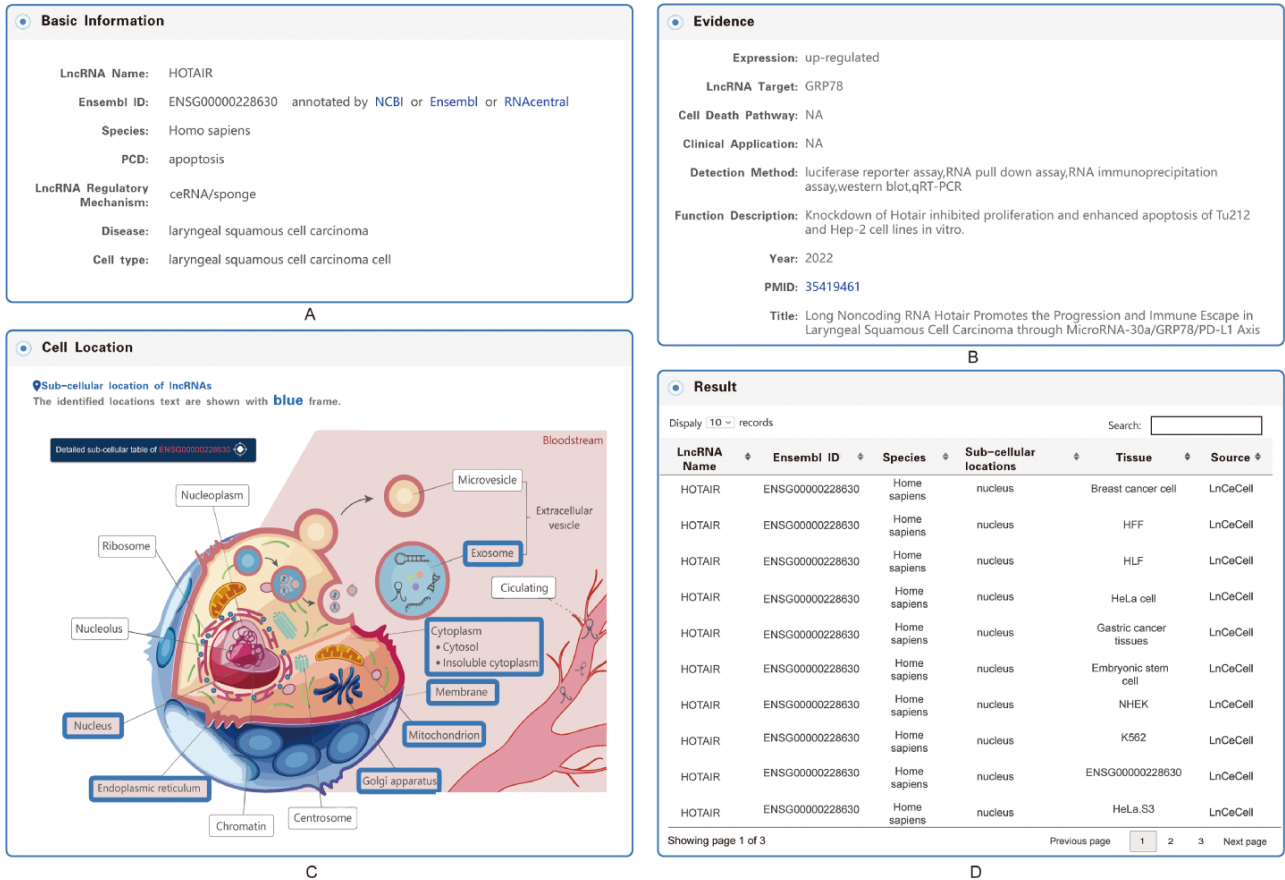 Basic Information
LncRNA Name: HOTAIR
Ensembl ID: ENSG00000228630 annotated by NCBI or Ensembl or RNAcentral
Species: Homo sapiens
PCD: apoptosis
LncRNA Regulatory
Mechanism: ceRNA/sponge
Disease: laryngeal squamous cell carcinoma
Cell type: laryngeal squamous cell carcinoma cell
A
Evidence
Expression: up-regulated
LncRNA Target: GRP78
Cell Death Pathway: NA
Clinical Application: NA
Detection Method: luciferase reporter assay,RNA pull down assay,RNA immunoprecipitation
assay,western blot,qRT-PCR
Function Description: Knockdown of Hotair inhibited proliferation and enhanced apoptosis of Tu212
and Hep-2 cell lines in vitro.
Year: 2022
PMID: 35419461
Title: Long Noncoding RNA Hotair Promotes the Progression and Immune Escape in
Laryngeal Squamous Cell Carcinoma through MicroRNA-30a/GRP78/PD-L1 Axis
B
Cell Location
Sub-cellular location of lncRNAs
The identified locations text are shown with blue frame.
Detailed sub-cellular table of ENSG00000228630
Bloodstream
Nucleoplasm
Microvesicle
Extracellular
vesicle
Ribosome
Exosome
Ciculating
Nucleolus
Cytoplasm
• Cytosol
• Insoluble cytoplasm
Membrane
Nucleus
Mitochondrion
Endoplasmic reticulum
Golgi apparatus
Chromatin
Centrosome
C
Result
Dispaly 10 records
Search:
LncRNA
Name
Ensembl ID
Species
Sub-cellular
locations
Tissue
Source
HOTAIR ENSG00000228630 Home
sapiens nucleus Breast cancer cell LnCeCell
HOTAIR ENSG00000228630 Home
sapiens nucleus HFF LnCeCell
HOTAIR ENSG00000228630 Home
sapiens nucleus HLF LnCeCell
HOTAIR ENSG00000228630 Home
sapiens nucleus HeLa cell LnCeCell
HOTAIR ENSG00000228630 Home
sapiens nucleus Gastric cancer
tissues LnCeCell
HOTAIR ENSG00000228630 Home
sapiens nucleus Embryonic stem
cell LnCeCell
HOTAIR ENSG00000228630 Home
sapiens nucleus NHEK LnCeCell
HOTAIR ENSG00000228630 Home
sapiens nucleus K562 LnCeCell
HOTAIR ENSG00000228630 Home
sapiens nucleus ENSG00000228630 LnCeCell
HOTAIR ENSG00000228630 Home
sapiens nucleus HeLa.S3 LnCeCell
Showing page 1 of 3
Previous page 1 2 3 Next page
D